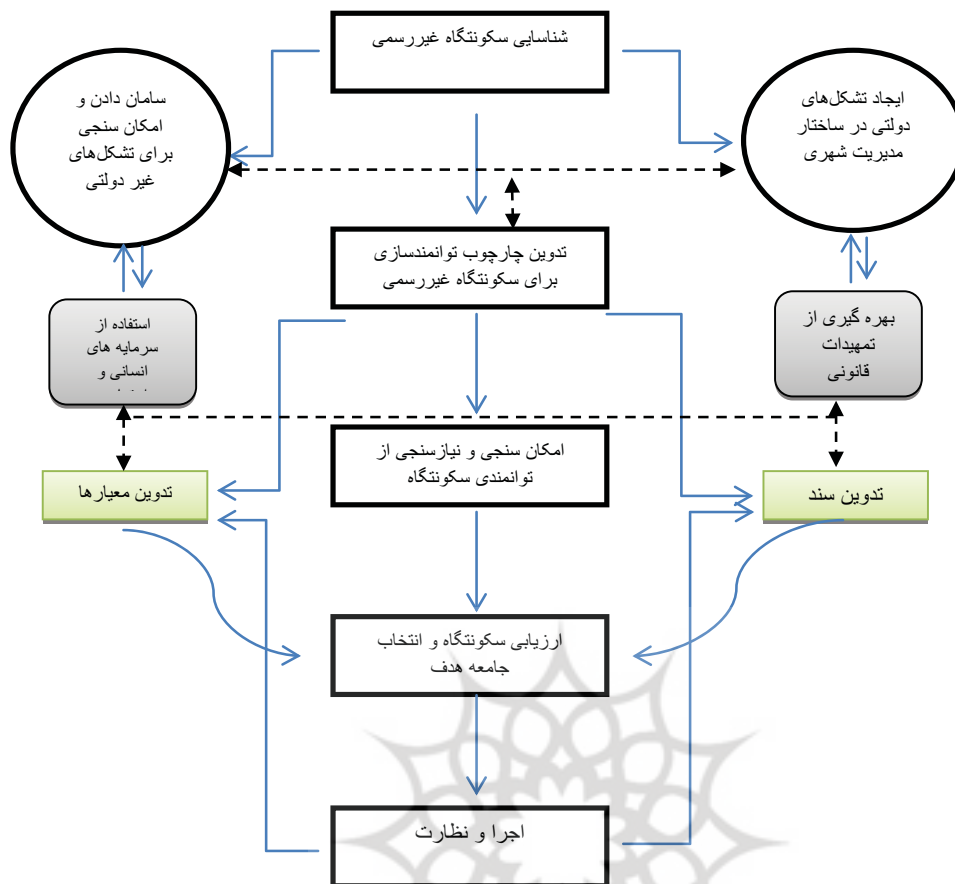 شناسایی سکونتگاه غیررسمی
ایجاد تشکل‌های
دولتی در ساختار
مدیریت شهری
سامان دادن و
امکان سنجی
برای تشکل‌های
غیر دولتی
تدوین چارچوب توانمندسازی
برای سکونتگاه غیررسمی
بهره گیری از
تمهیدات
قانونی
استفاده از
سرمایه های
انسانی و
امکان سنجی و نیازسنجی از
توانمندی سکونتگاه
تدوین سند
تدوین معیارها
ارزیابی سکونتگاه و انتخاب
جامعه هدف
اجرا و نظارت